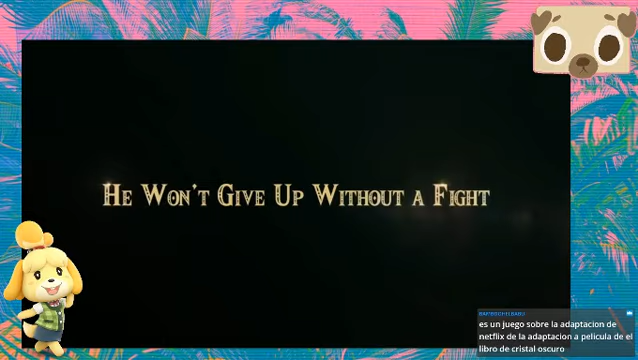 He Won't Give Up Without a Fight
es un juego sobre la adaptacion de
netflix de la adaptacion a pelicula de el
libro de cristal oscuro